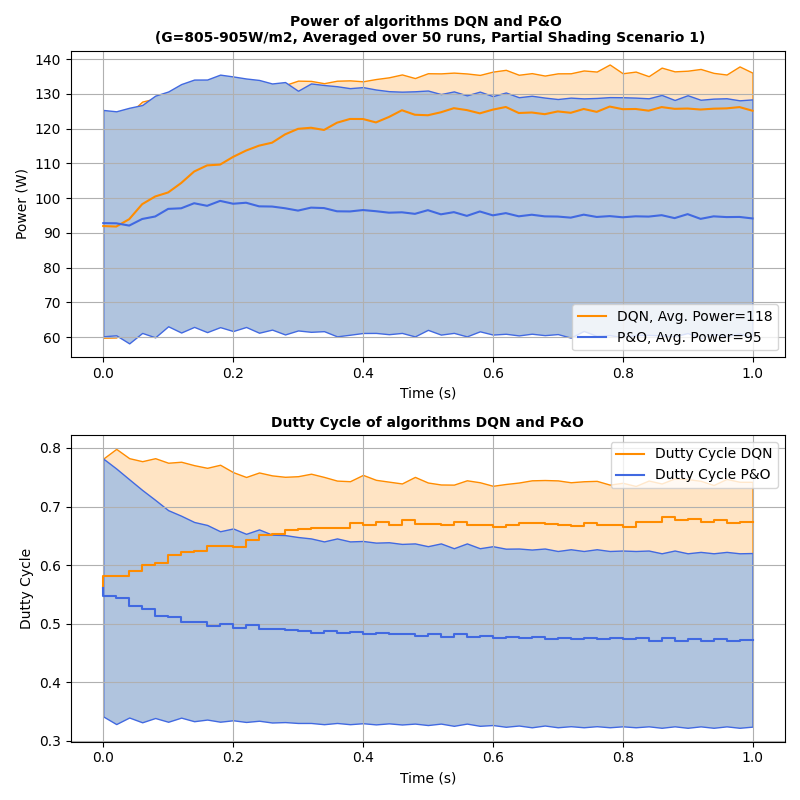 Power of algorithms DQN and P&O
(G=805-905W/m2, Averaged over 50 runs, Partial Shading Scenario 1)
140
130
120
110
100
90
80
70
60
Power (W)
DQN, Avg. Power=118
P&O, Avg. Power=95
0.0 0.2 0.4 0.6 0.8 1.0
Time (s)
Dutty Cycle of algorithms DQN and P&O
0.8
0.7
0.6
0.5
0.4
0.3
Dutty Cycle
Dutty Cycle DQN
Dutty Cycle P&O
0.0 0.2 0.4 0.6 0.8 1.0
Time (s)